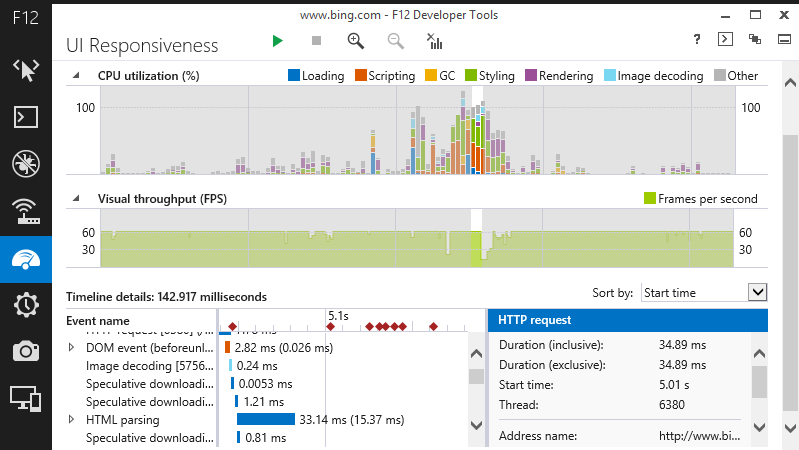 www.bing.com - F12 Developer Tools
F12
UI Responsiveness
?
CPU utilization (%)
Loading Scripting GC Styling Rendering Image decoding Other
100 100
Visual throughput (FPS)
Frames per second
60 60
30 30
Timeline details: 142.917 milliseconds
Sort by: Start time
Event name
5.1s
HTTP request
DOM event (beforeunl... 2.82 ms (0.026 ms)
Image decoding [5756... 0.24 ms
Speculative downloadi... 0.0053 ms
Speculative downloadi... 1.21 ms
HTML parsing 33.14 ms (15.37 ms)
Speculative downloadi... 0.81 ms
Duration (inclusive): 34.89 ms
Duration (exclusive): 34.89 ms
Start time: 5.01 s
Thread: 6380
Address name: http://www.bi...